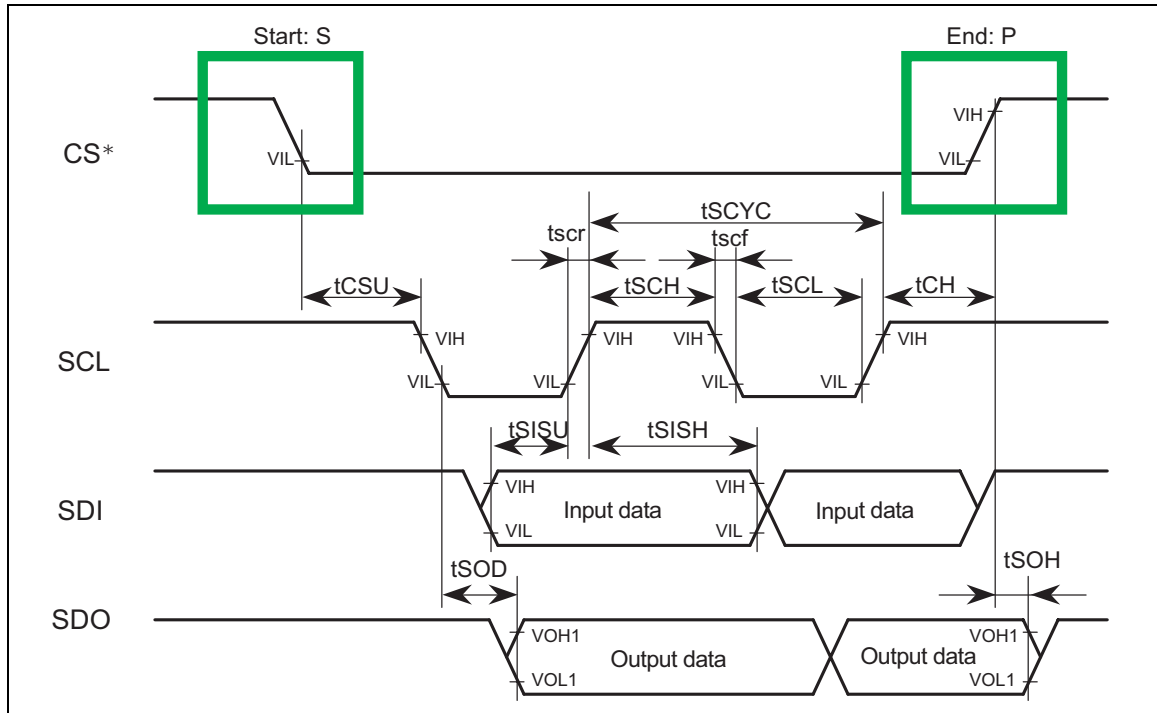 Start: S
End: P
CS*
VIL
VIH
VIL
tSCYC
tscr
tscf
tCSU
tSCH
tSCL
tCH
SCL
VIH
VIL
VIL
VIH
VIH
VIL
VIL
VIH
tSISU
tSISH
SDI
VIH
VIL
Input data
VIH
VIL
Input data
tSOD
tSOH
SDO
VOH1
VOL1
Output data
Output data
VOH1
VOL1